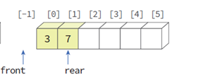 [-1] [0] [1] [2] [3] [4] [5]
3 7
front rear